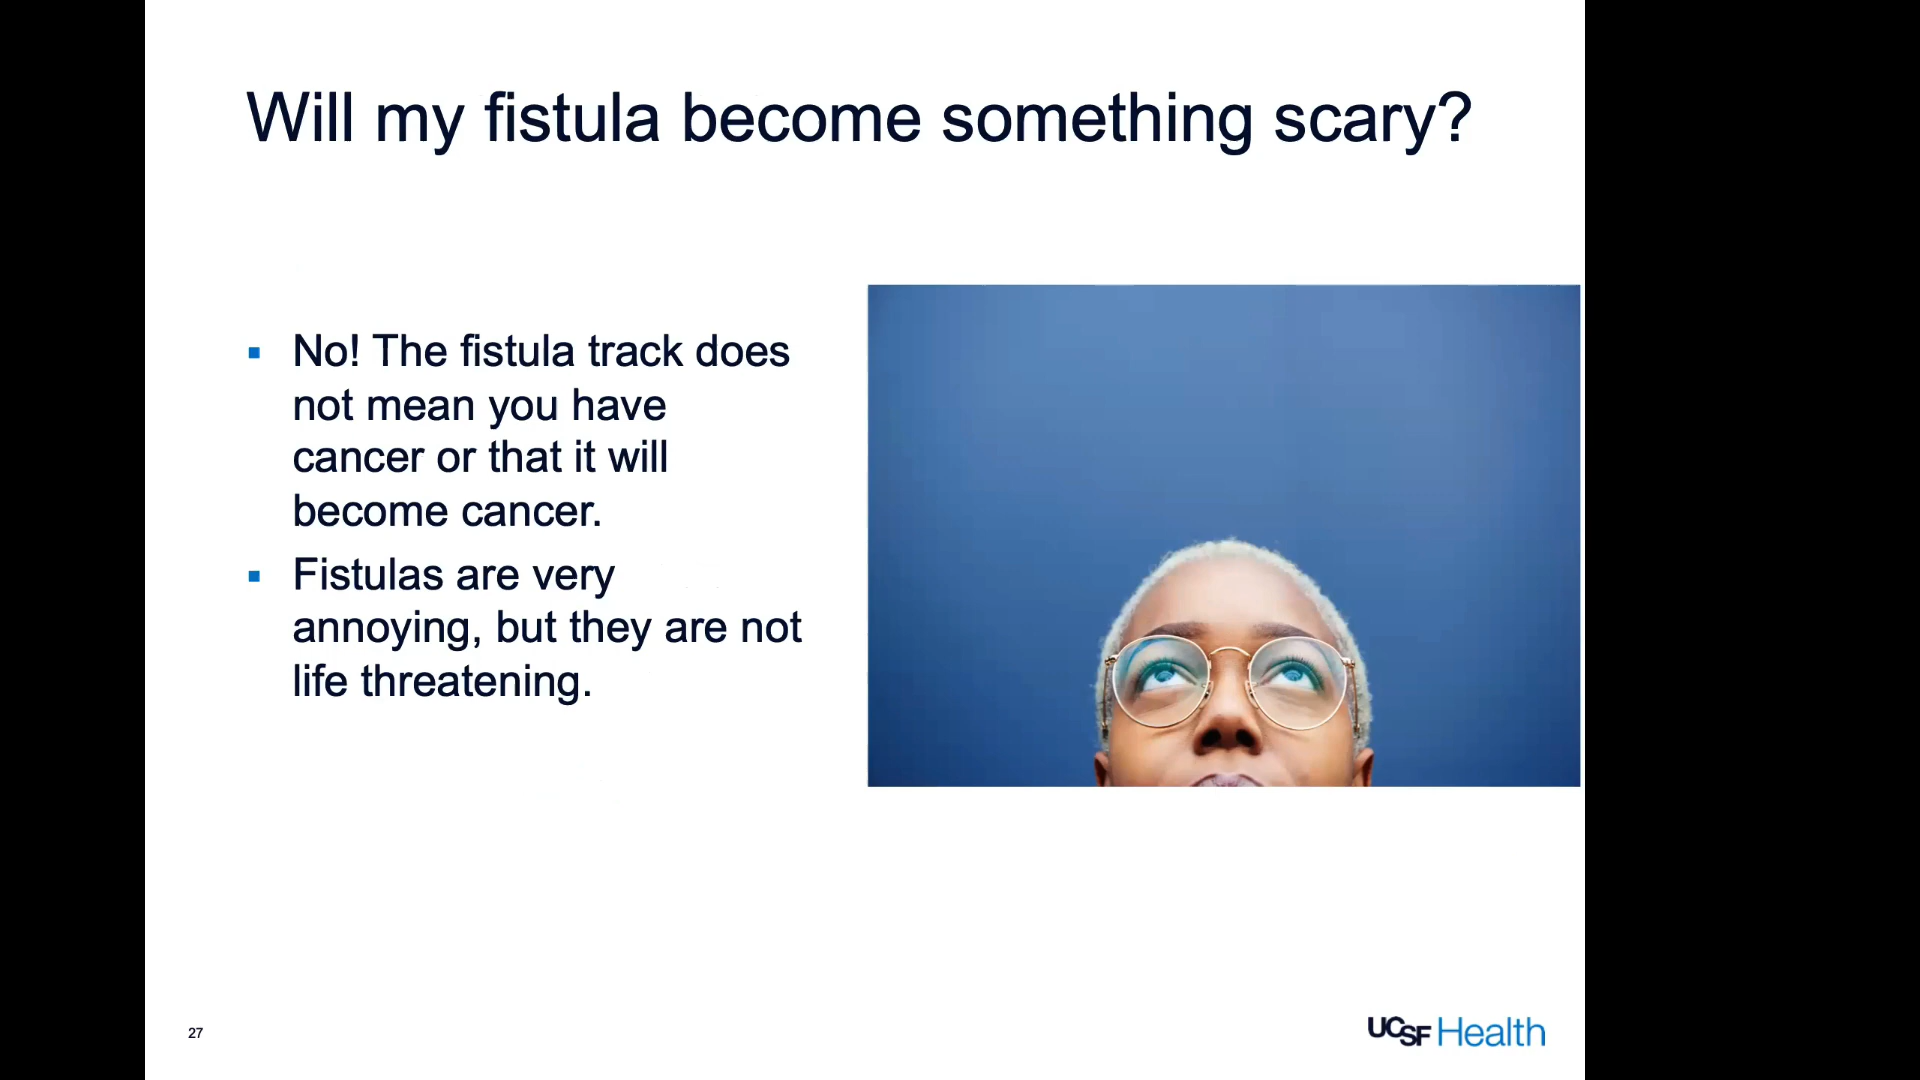 Will my fistula become something scary?
▪ No! The fistula track does
not mean you have
cancer or that it will
become cancer.
▪ Fistulas are very
annoying, but they are not
life threatening.
27
UCSF Health